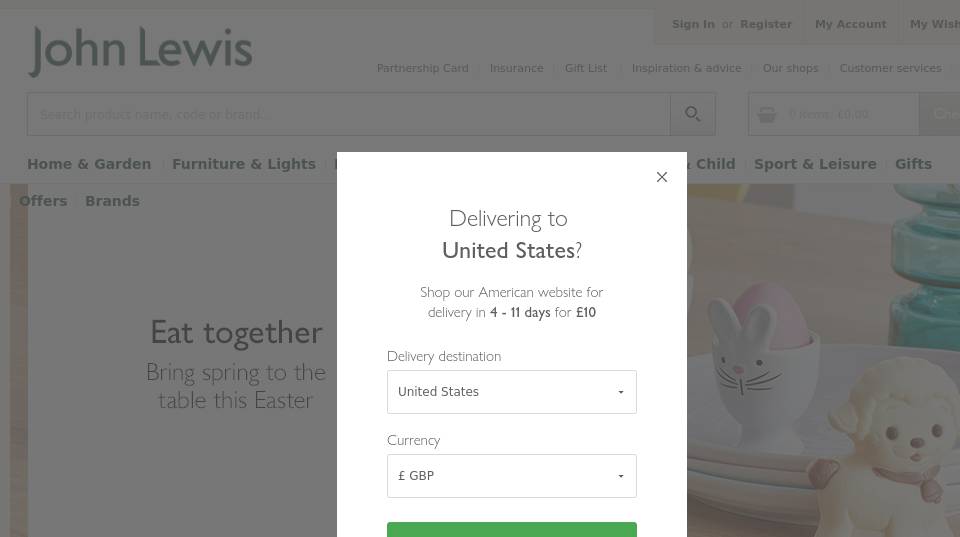 John Lewis
Sign In or Register My Account My Wish
Partnership Card Insurance Gift List Inspiration & advice Our shops Customer services
Search product name, code or brand...
0 items: £0.00
Home & Garden Furniture & Lights & Child Sport & Leisure Gifts
Offers Brands
Delivering to
United States?
Shop our American website for
delivery in 4 - 11 days for £10
Eat together
Bring spring to the
table this Easter
Delivery destination
United States
Currency
£ GBP